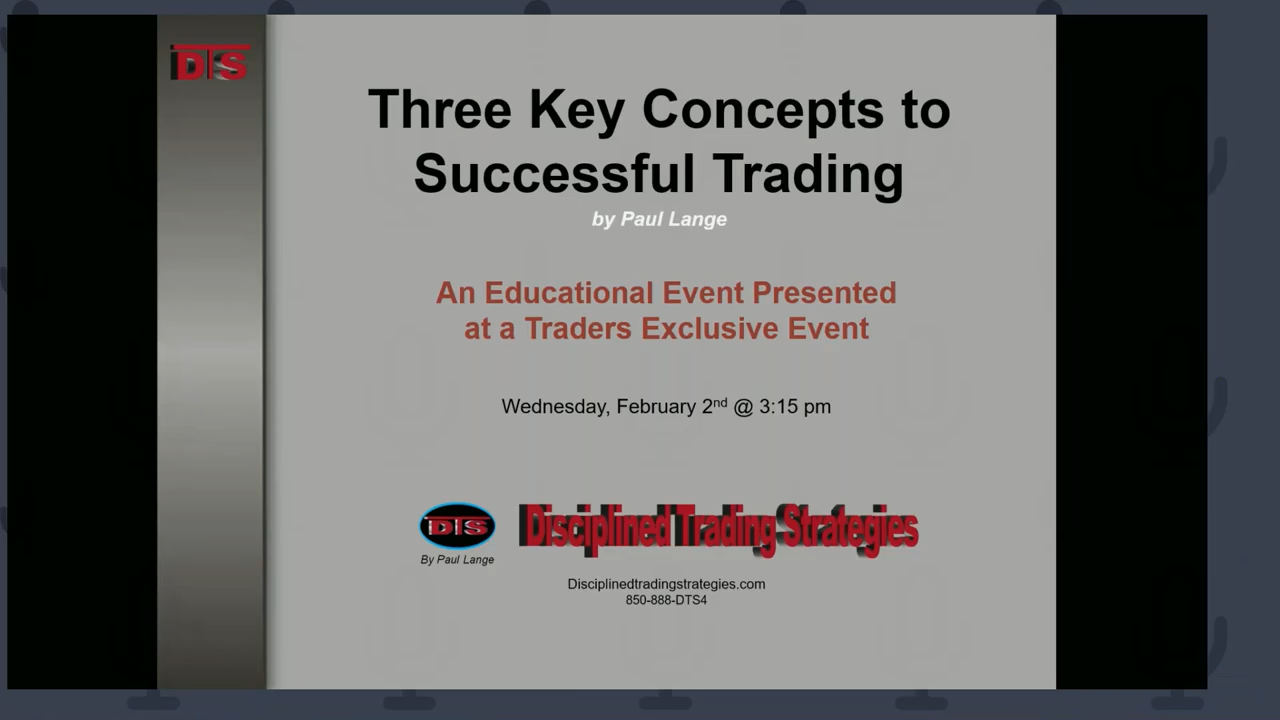 DTS
Three Key Concepts to
Successful Trading
by Paul Lange
An Educational Event Presented
at a Traders Exclusive Event
Wednesday, February 2nd @ 3:15 pm
DTS
Disciplined Trading Strategies
By Paul Lange
Disciplinedtradingstrategies.com
850-888-DTS4